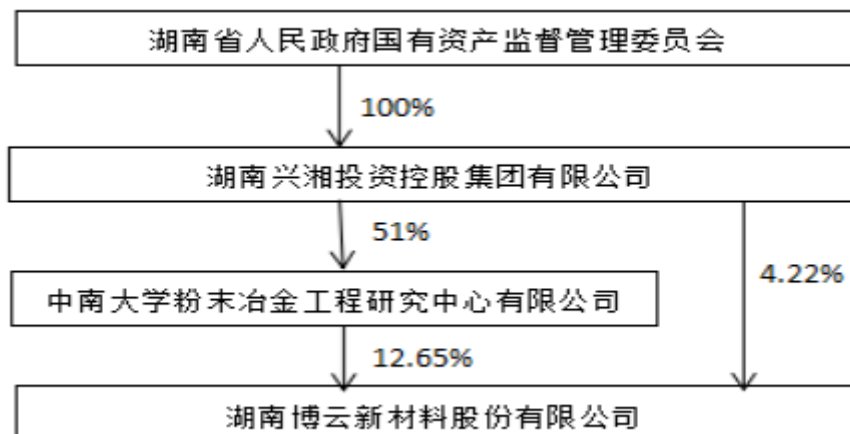 湖南省人民政府国有资产监督管理委员会
100%
湖南兴湘投资控股集团有限公司
51%
4.22%
中南大学粉末冶金工程研究中心有限公司
12.65%
湖南博云新材料股份有限公司